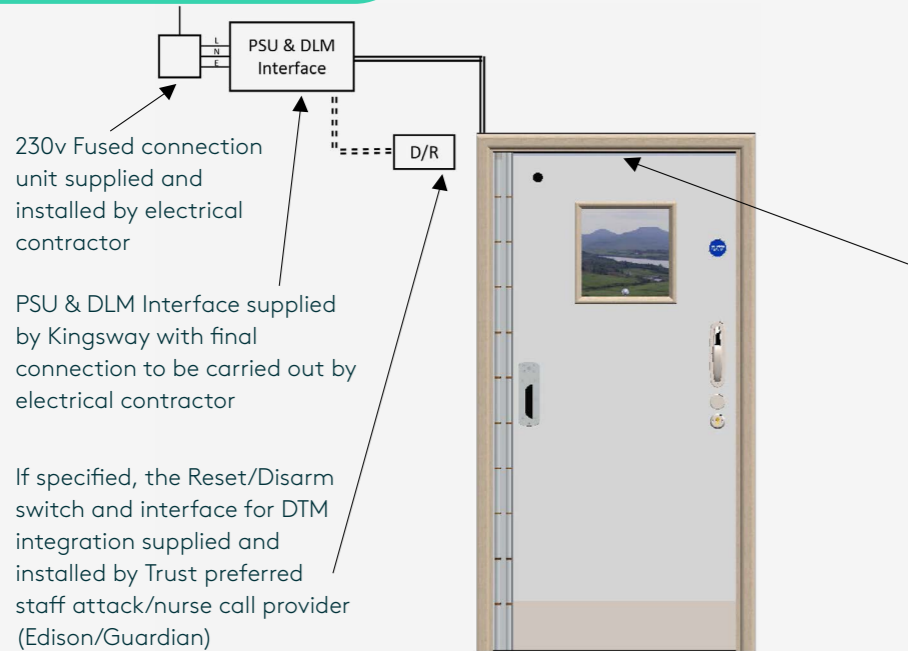 L
N
E
PSU & DLM
Interface
D/R
230v Fused connection
unit supplied and
installed by electrical
contractor
PSU & DLM Interface supplied
by Kingsway with final
connection to be carried out by
electrical contractor
If specified, the Reset/Disarm
switch and interface for DTM
integration supplied and
installed by Trust preferred
staff attack/nurse call provider
(Edison/Guardian)